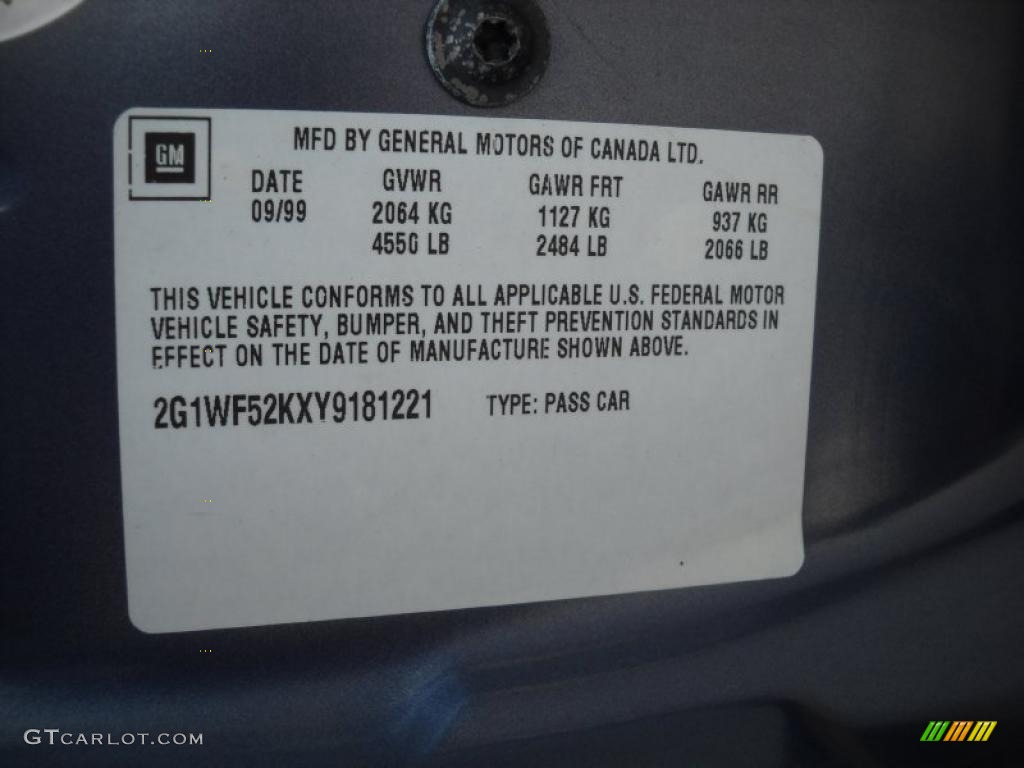 GM
MFD BY GENERAL MOTORS OF CANADA LTD.
DATE GVWR GAWR FRT GAWR RR
09/99 2064 KG 1127 KG 937 KG
4550 LB 2484 LB 2066 LB
THIS VEHICLE CONFORMS TO ALL APPLICABLE U.S. FEDERAL MOTOR
VEHICLE SAFETY, BUMPER, AND THEFT PREVENTION STANDARDS IN
EFFECT ON THE DATE OF MANUFACTURE SHOWN ABOVE.
2G1WF52KXY9181221 TYPE: PASS CAR
GTCARLOT.COM